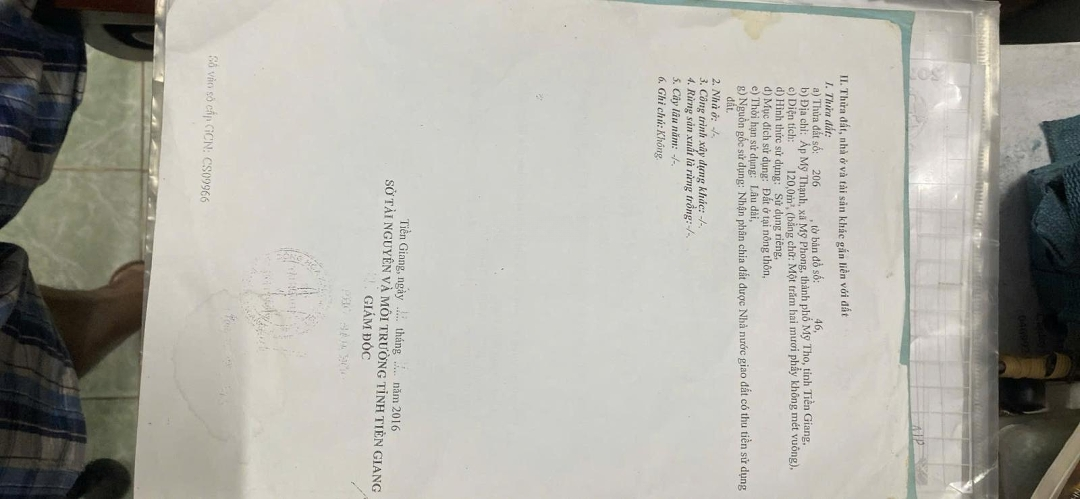 II. Thửa đất, nhà ở và tài sản khác gắn liền với đất
1. Thửa đất:
a) Thửa đất số: 206 , tờ bản đồ số: 46,
b) Địa chỉ: Ấp Mỹ Thạnh, xã Mỹ Phong, thành phố Mỹ Tho, tỉnh Tiền Giang,
c) Diện tích: 120,0m², (bằng chữ: Một trăm hai mươi phẩy không mét vuông),
d) Hình thức sử dụng: Sử dụng riêng,
đ) Mục đích sử dụng: Đất ở tại nông thôn,
e) Thời hạn sử dụng: Lâu dài,
g) Nguồn gốc sử dụng: Nhận phân chia đất được Nhà nước giao đất có thu tiền sử dụng
đất.
2. Nhà ở: -/-.
3. Công trình xây dựng khác: -/-.
4. Rừng sản xuất là rừng trồng: -/-.
5. Cây lâu năm: -/-.
6. Ghi chú: Không
Tiền Giang, ngày tháng năm 2016
SỞ TÀI NGUYÊN VÀ MÔI TRƯỜNG TỈNH TIỀN GIANG
GIÁM ĐỐC
Số vào sổ cấp GCN: CS09966